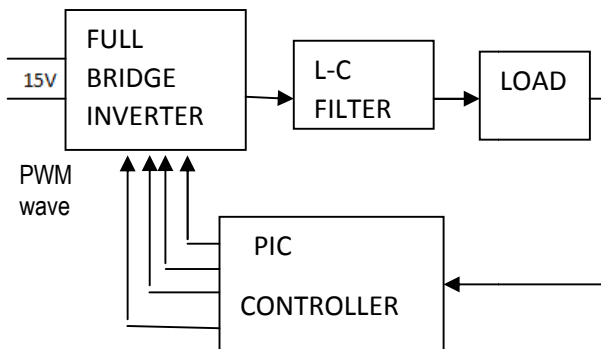 FULL
BRIDGE
INVERTER
15V
L-C
FILTER
LOAD
PWM
wave
PIC
CONTROLLER